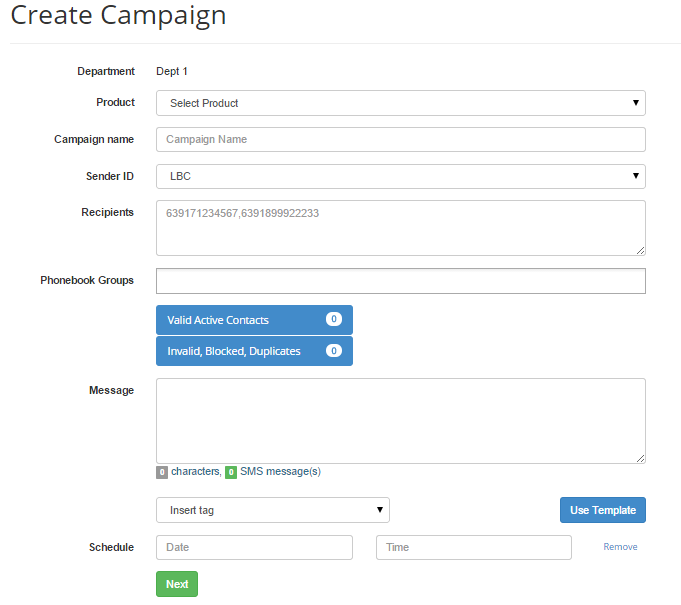 Create Campaign
Department Dept 1
Product Select Product
Campaign name Campaign Name
Sender ID LBC
Recipients 639171234567,6391899922233
Phonebook Groups
Valid Active Contacts 0
Invalid, Blocked, Duplicates 0
Message
0 characters, 0 SMS message(s)
Insert tag Use Template
Schedule Date Time Remove
Next